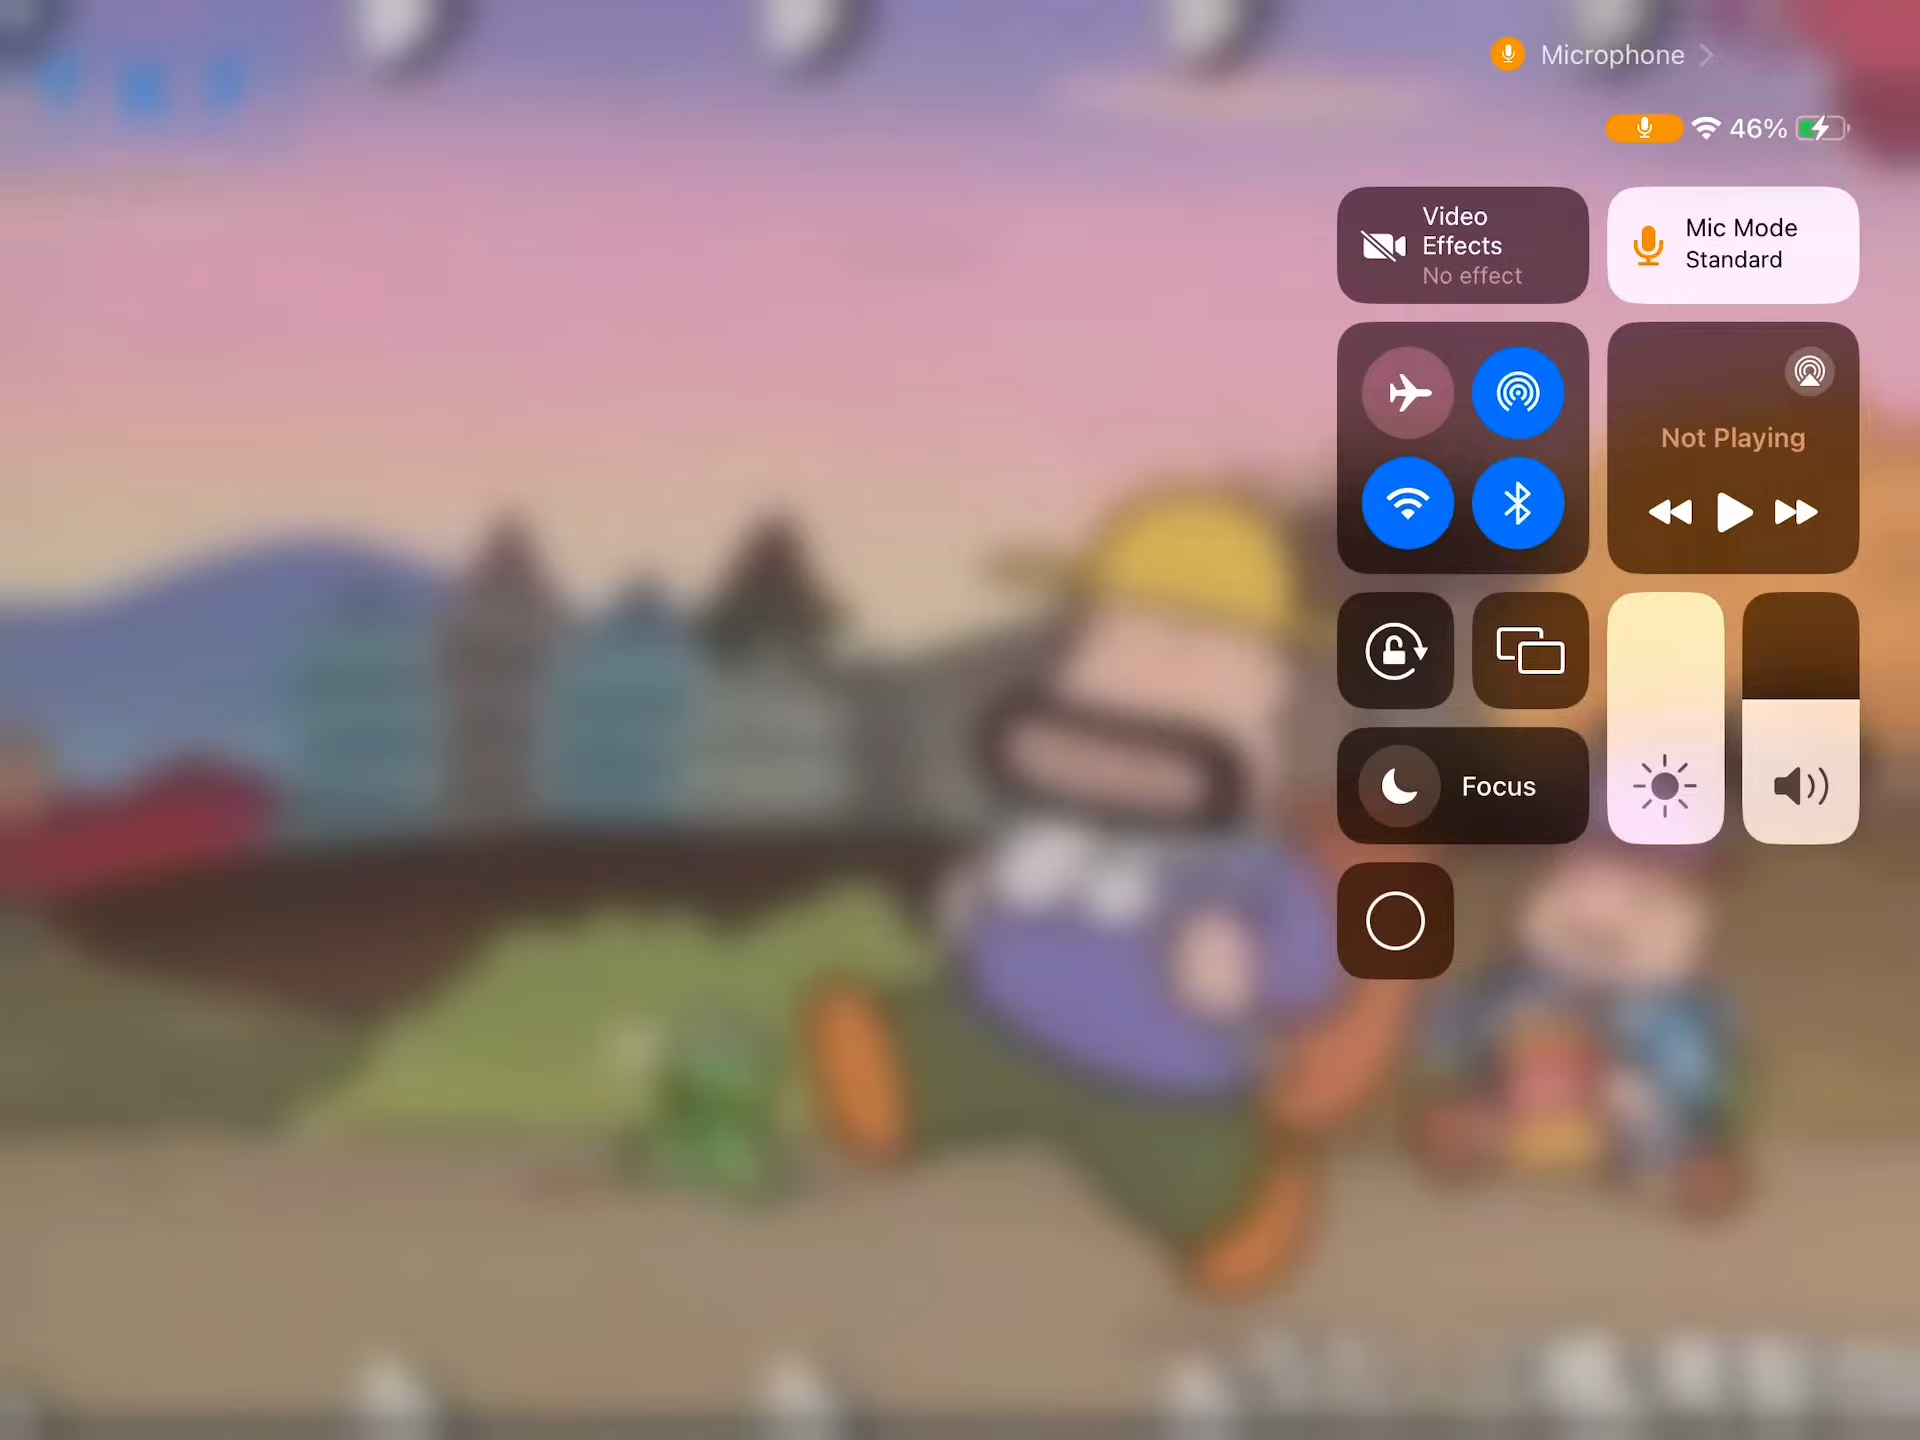 Microphone
46%
Video
Effects
No effect
Mic Mode
Standard
Not Playing
Focus